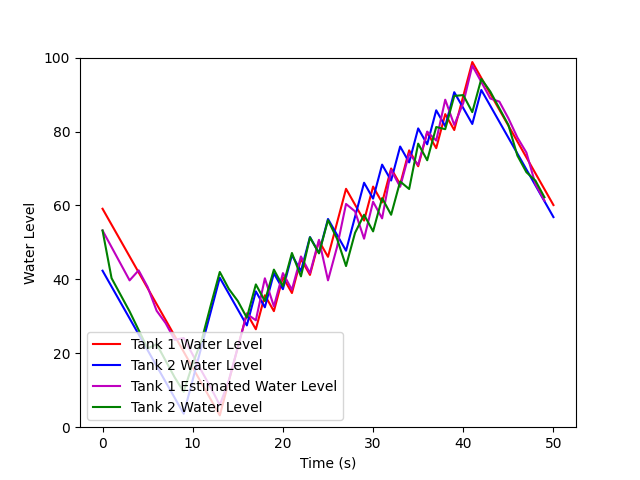 100
80
60
40
20
0
Water Level
Tank 1 Water Level
Tank 2 Water Level
Tank 1 Estimated Water Level
Tank 2 Water Level
0 10 20 30 40 50
Time (s)